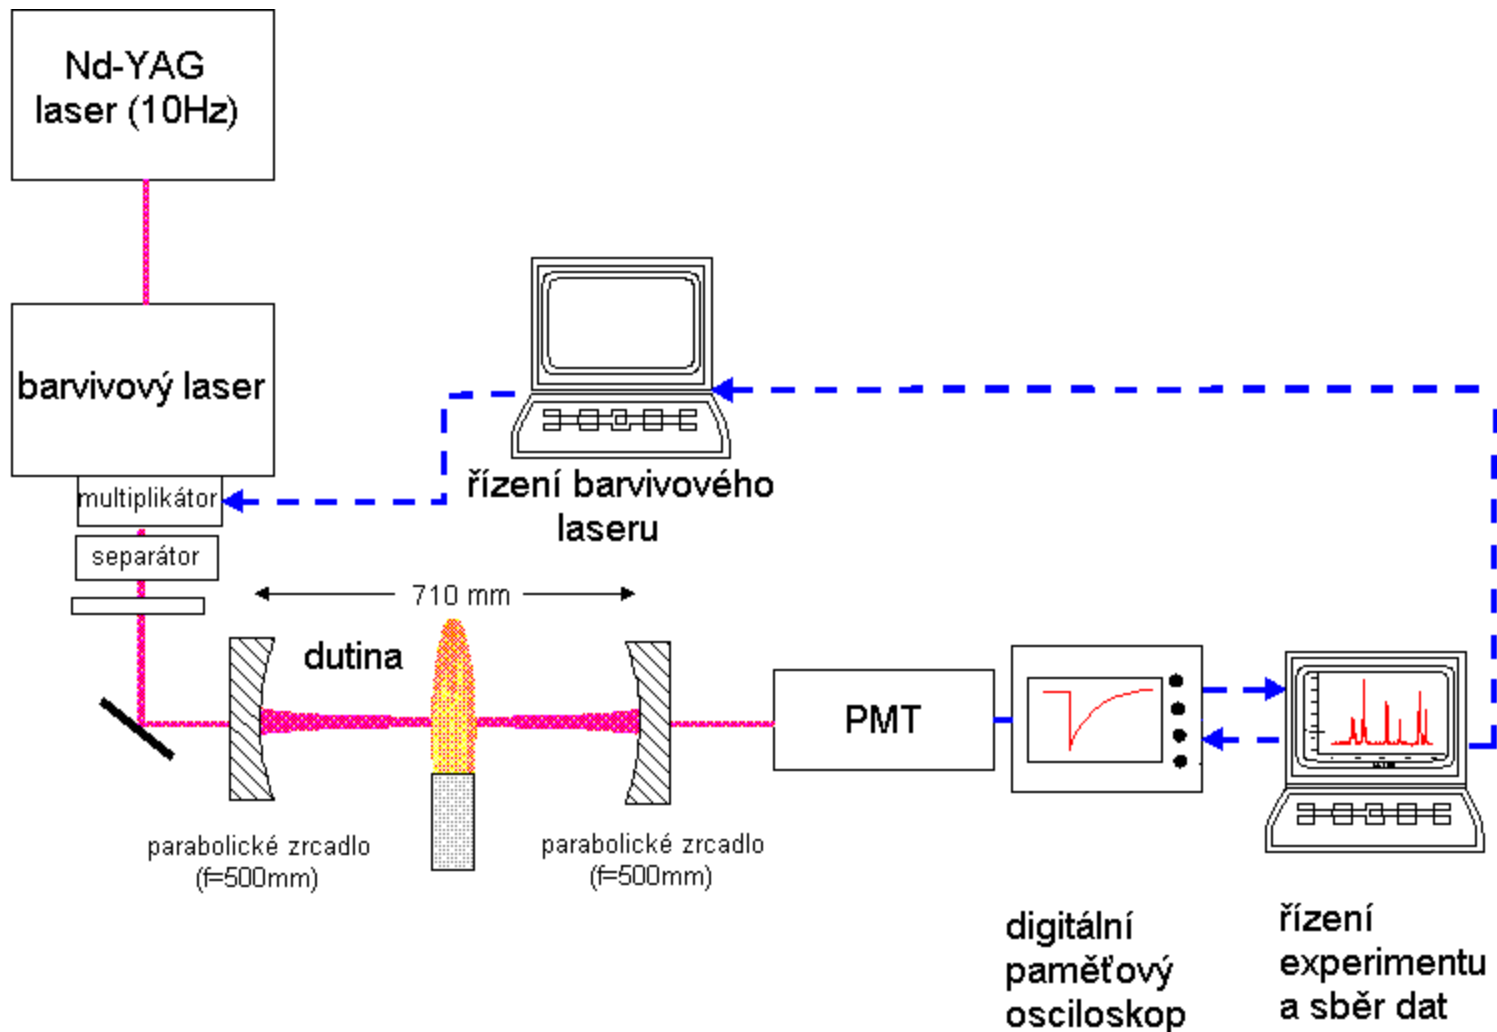 Nd-YAG
laser (10Hz)
barvivový laser
multiplikátor
separátor
řízení barvivového
laseru
710 mm
dutina
PMT
parabolické zrcadlo
(f=500mm)
parabolické zrcadlo
(f=500mm)
digitální
paměťový
osciloskop
řízení
experimentu
a sběr dat